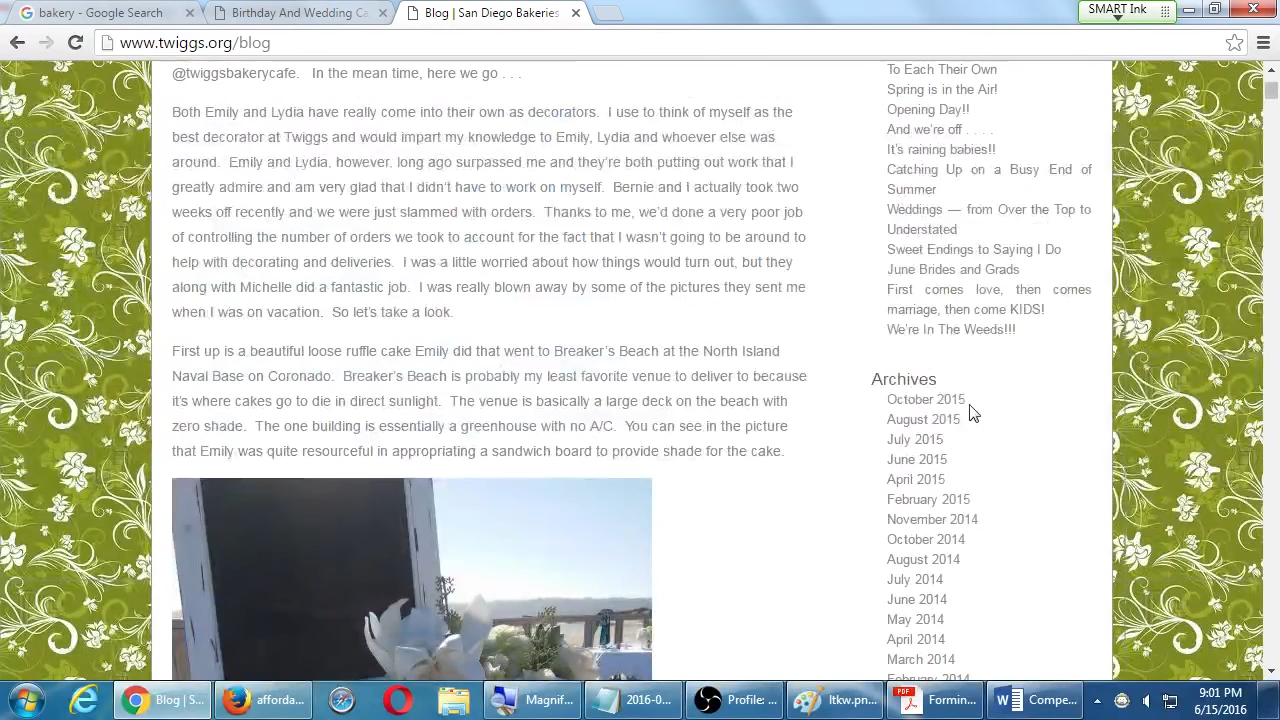 bakery - Google Search
Birthday And Wedding Ca
Blog | San Diego Bakeries
SMART Ink
www.twiggs.org/blog
@twiggsbakerycafe.   In the mean time, here we go . . .
Both Emily and Lydia have really come into their own as decorators.  I use to think of myself as the
best decorator at Twiggs and would impart my knowledge to Emily, Lydia and whoever else was
around.  Emily and Lydia, however, long ago surpassed me and they're both putting out work that I
greatly admire and am very glad that I didn't have to work on myself.  Bernie and I actually took two
weeks off recently and we were just slammed with orders.  Thanks to me, we'd done a very poor job
of controlling the number of orders we took to account for the fact that I wasn't going to be around to
help with decorating and deliveries.  I was a little worried about how things would turn out, but they
along with Michelle did a fantastic job.  I was really blown away by some of the pictures they sent me
when I was on vacation.  So let's take a look.
First up is a beautiful loose ruffle cake Emily did that went to Breaker's Beach at the North Island
Naval Base on Coronado.  Breaker's Beach is probably my least favorite venue to deliver to because
it's where cakes go to die in direct sunlight.  The venue is basically a large deck on the beach with
zero shade.  The one building is essentially a greenhouse with no A/C.  You can see in the picture
that Emily was quite resourceful in appropriating a sandwich board to provide shade for the cake.
To Each Their Own
Spring is in the Air!
Opening Day!!
And we're off . . . .
It's raining babies!!
Catching Up on a Busy End of
Summer
Weddings — from Over the Top to
Understated
Sweet Endings to Saying I Do
June Brides and Grads
First comes love, then comes
marriage, then come KIDS!
We're In The Weeds!!!
Archives
October 2015
August 2015
July 2015
June 2015
April 2015
February 2015
November 2014
October 2014
August 2014
July 2014
June 2014
May 2014
April 2014
March 2014
February 2014
Blog | S...
afforda...
Magnif...
2016-0...
Profile: ...
ltkw.pn...
PDF
Formin...
Compe...
9:01 PM
6/15/2016